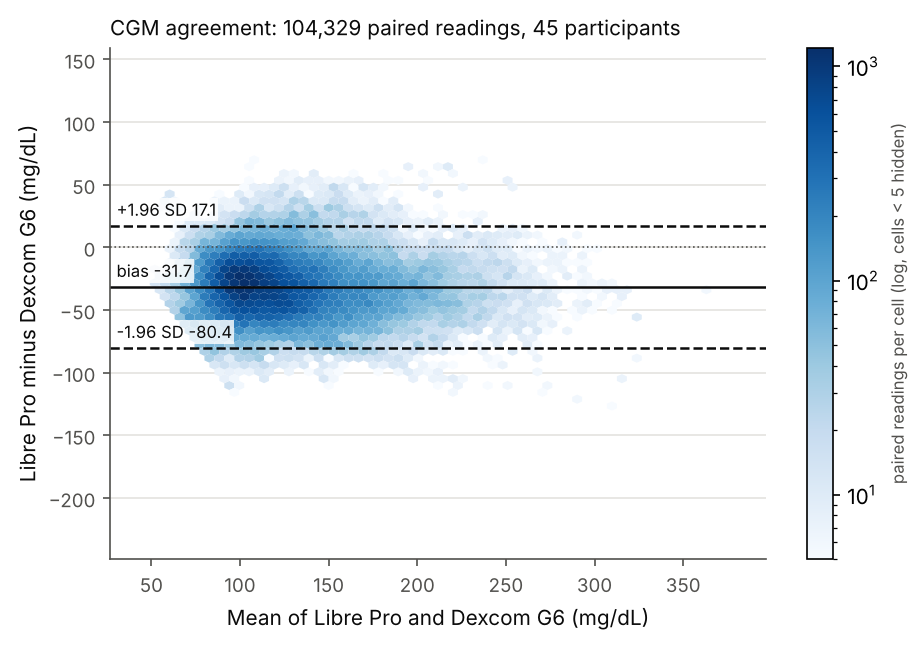 CGM agreement: 104,329 paired readings, 45 participants
150
100
50
0
−50
−100
−150
−200
Libre Pro minus Dexcom G6 (mg/dL)
+1.96 SD 17.1
bias -31.7
-1.96 SD -80.4
50 100 150 200 250 300 350
Mean of Libre Pro and Dexcom G6 (mg/dL)
10³
10²
10¹
paired readings per cell (log, cells < 5 hidden)